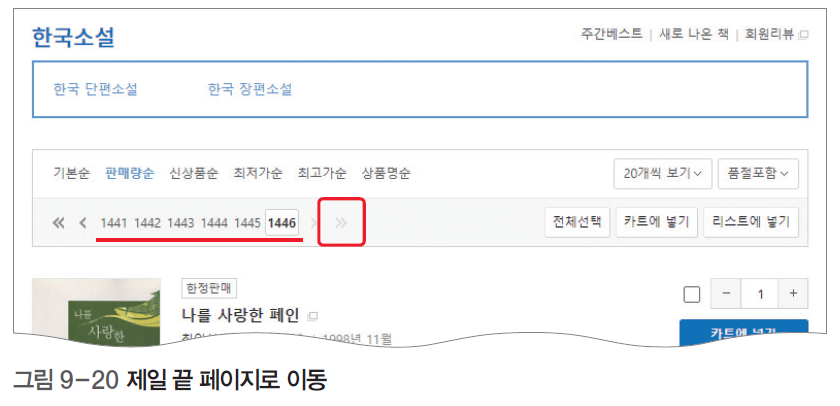 한국소설
주간베스트 | 새로 나온 책 | 회원리뷰
한국 단편소설 한국 장편소설
기본순 판매량순 신상품순 최저가순 최고가순 상품명순 20개씩 보기 품절포함
« < 1441 1442 1443 1444 1445 1446 > » 전체선택 카트에 넣기 리스트에 넣기
한정판매
나를 사랑한 폐인
나를
사랑한
− 1 +
1998년 11월
카트에 넣기
그림 9-20 제일 끝 페이지로 이동